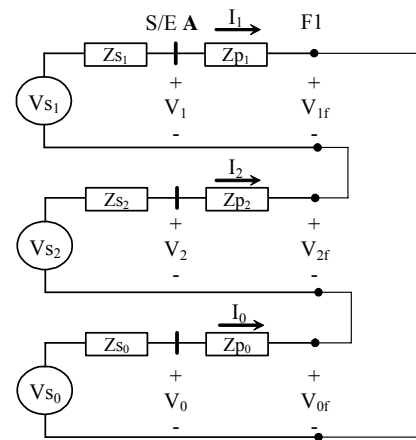 S/E A I₁ F1
Zs₁ Zp₁
+ +
Vs₁ V₁ V₁f
- -
I₂
Zs₂ Zp₂
+ +
Vs₂ V₂ V₂f
- -
I₀
Zs₀ Zp₀
+ +
Vs₀ V₀ V₀f
- -